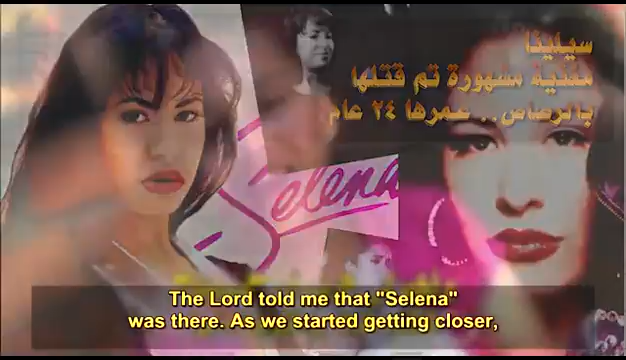 سيلينا
مغنية مشهورة تم قتلها
بالرصاص.. عمرها ٢٤ عام
Selena
The Lord told me that "Selena"
was there. As we started getting closer,